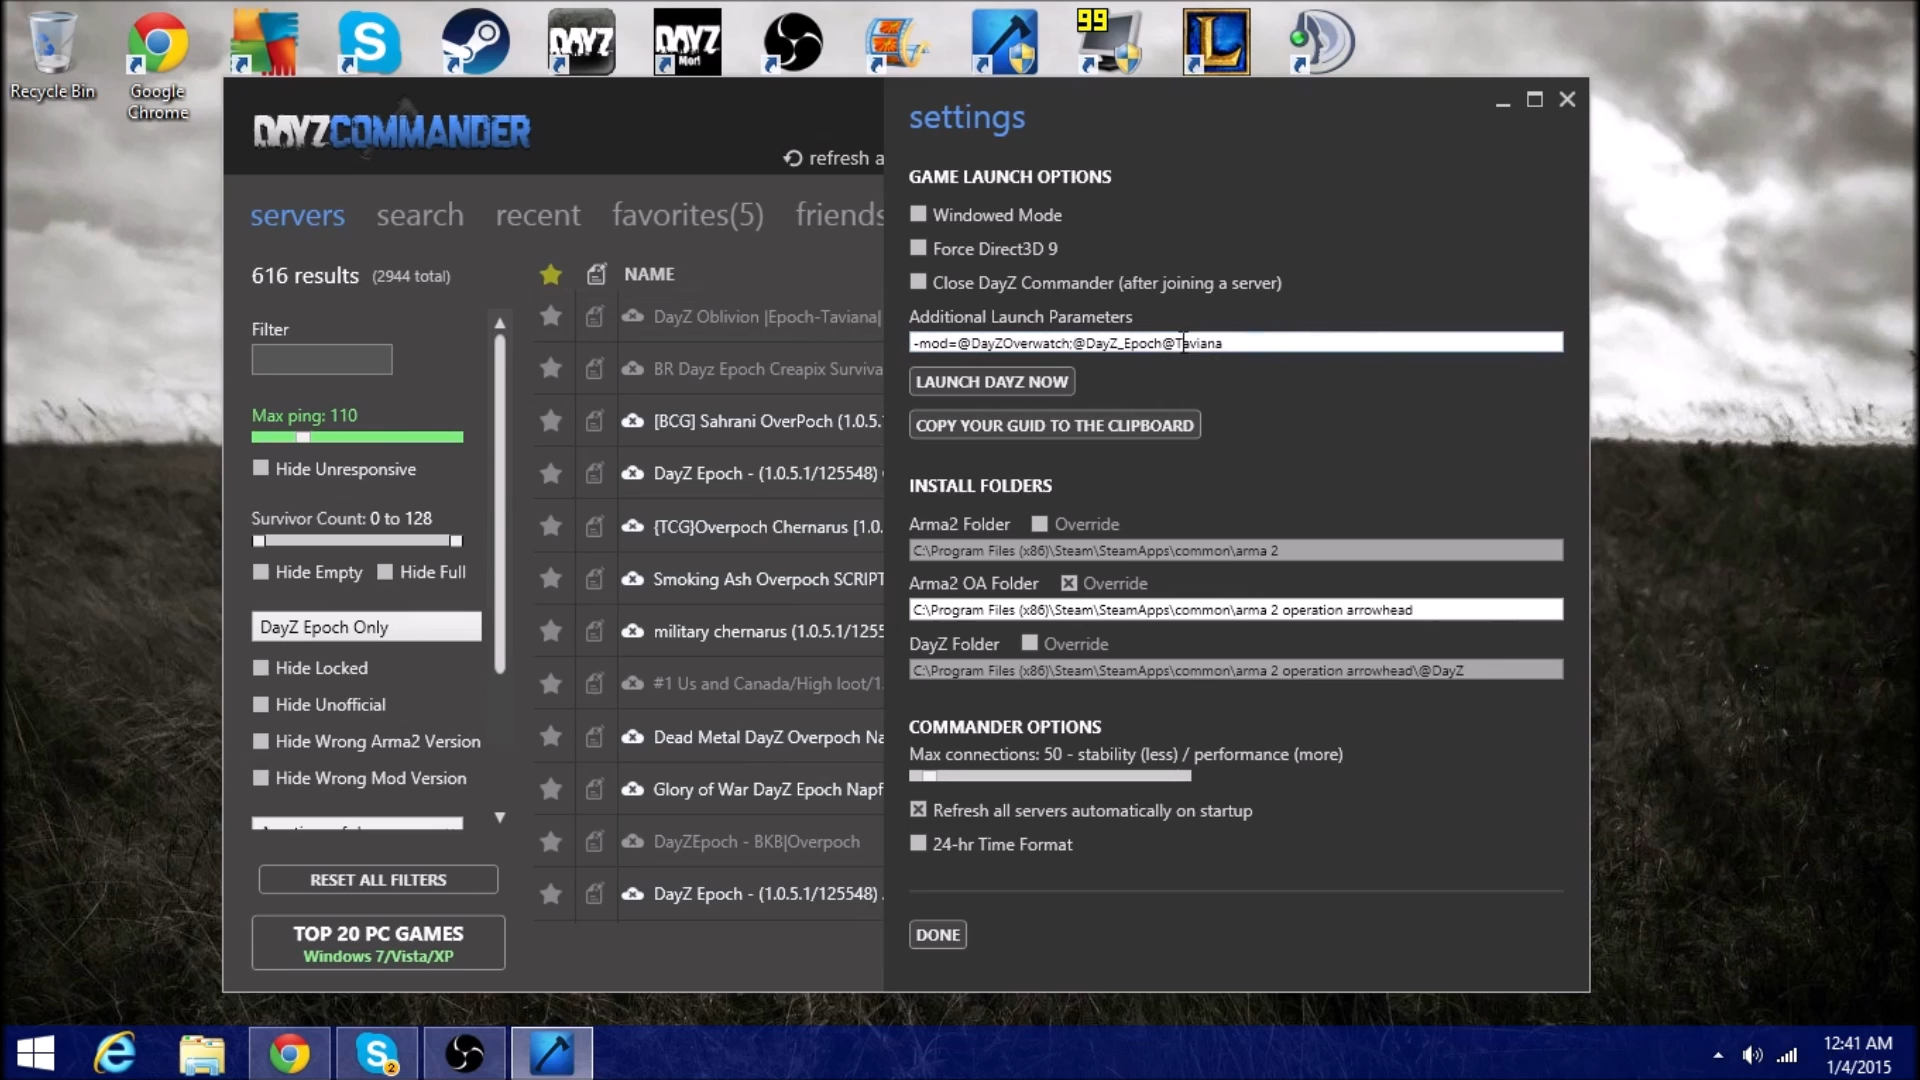 Recycle Bin
Google Chrome
DAYZ
DAYZ Mod
99
L
DAYZCOMMANDER
refresh a
servers
search
recent
favorites(5)
friends
616 results (2944 total)
NAME
Filter
Max ping: 110
Hide Unresponsive
Survivor Count: 0 to 128
Hide Empty
Hide Full
DayZ Epoch Only
Hide Locked
Hide Unofficial
Hide Wrong Arma2 Version
Hide Wrong Mod Version
RESET ALL FILTERS
TOP 20 PC GAMES
Windows 7/Vista/XP
DayZ Oblivion |Epoch-Taviana|
BR Dayz Epoch Creapix Surviva
[BCG] Sahrani OverPoch (1.0.5.
DayZ Epoch - (1.0.5.1/125548)
{TCG}Overpoch Chernarus [1.0.
Smoking Ash Overpoch SCRIPT
military chernarus (1.0.5.1/1255
#1 Us and Canada/High loot/1.
Dead Metal DayZ Overpoch Na
Glory of War DayZ Epoch Napf
DayZEpoch - BKB|Overpoch
DayZ Epoch - (1.0.5.1/125548)
settings
GAME LAUNCH OPTIONS
Windowed Mode
Force Direct3D 9
Close DayZ Commander (after joining a server)
Additional Launch Parameters
-mod=@DayZOverwatch;@DayZ_Epoch@Taviana
LAUNCH DAYZ NOW
COPY YOUR GUID TO THE CLIPBOARD
INSTALL FOLDERS
Arma2 Folder
Override
C:\Program Files (x86)\Steam\SteamApps\common\arma 2
Arma2 OA Folder
Override
C:\Program Files (x86)\Steam\SteamApps\common\arma 2 operation arrowhead
DayZ Folder
Override
C:\Program Files (x86)\Steam\SteamApps\common\arma 2 operation arrowhead\@DayZ
COMMANDER OPTIONS
Max connections: 50 - stability (less) / performance (more)
Refresh all servers automatically on startup
24-hr Time Format
DONE
2
12:41 AM
1/4/2015